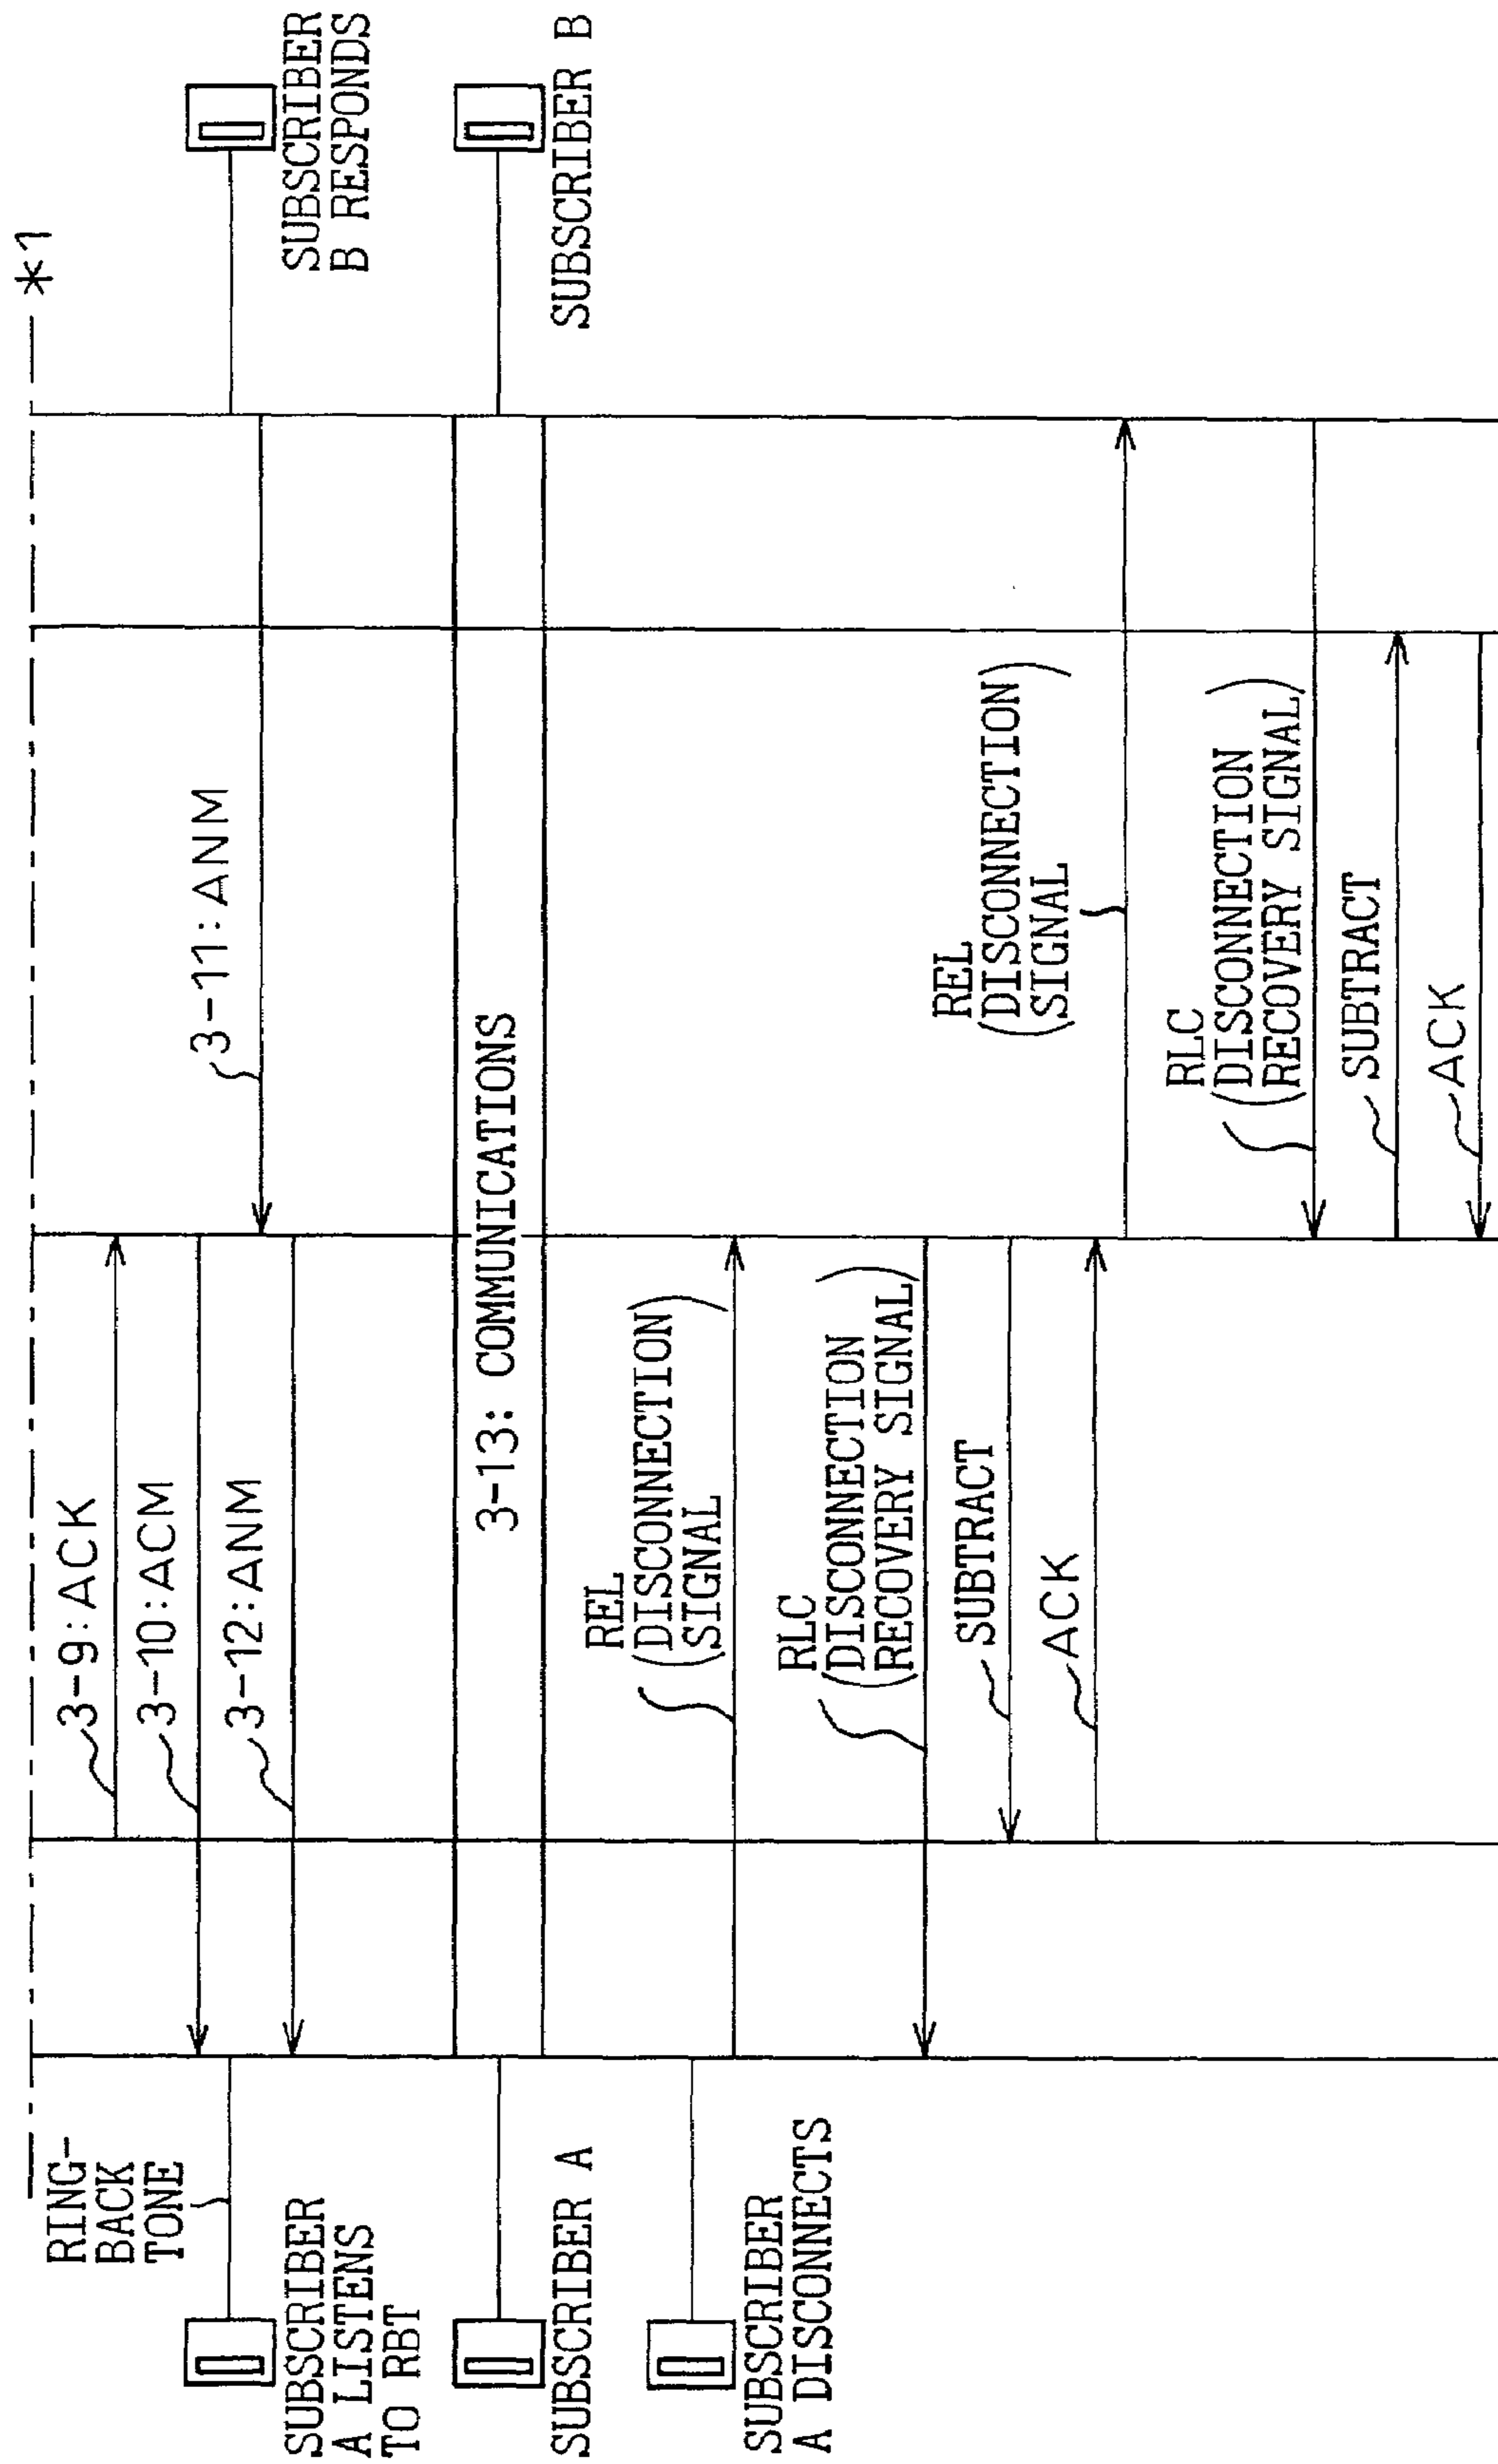 *1
RING-
BACK
TONE
3-9:ACK
3-10:ACM
3-11:ANM
3-12:ANM
SUBSCRIBER
A LISTENS
TO RBT
SUBSCRIBER
B RESPONDS
3-13: COMMUNICATIONS
SUBSCRIBER A
SUBSCRIBER B
SUBSCRIBER
A DISCONNECTS
REL
(DISCONNECTION)
(SIGNAL )
RLC
(DISCONNECTION )
(RECOVERY SIGNAL)
SUBTRACT
ACK
REL
(DISCONNECTION)
(SIGNAL )
RLC
(DISCONNECTION )
(RECOVERY SIGNAL)
SUBTRACT
ACK